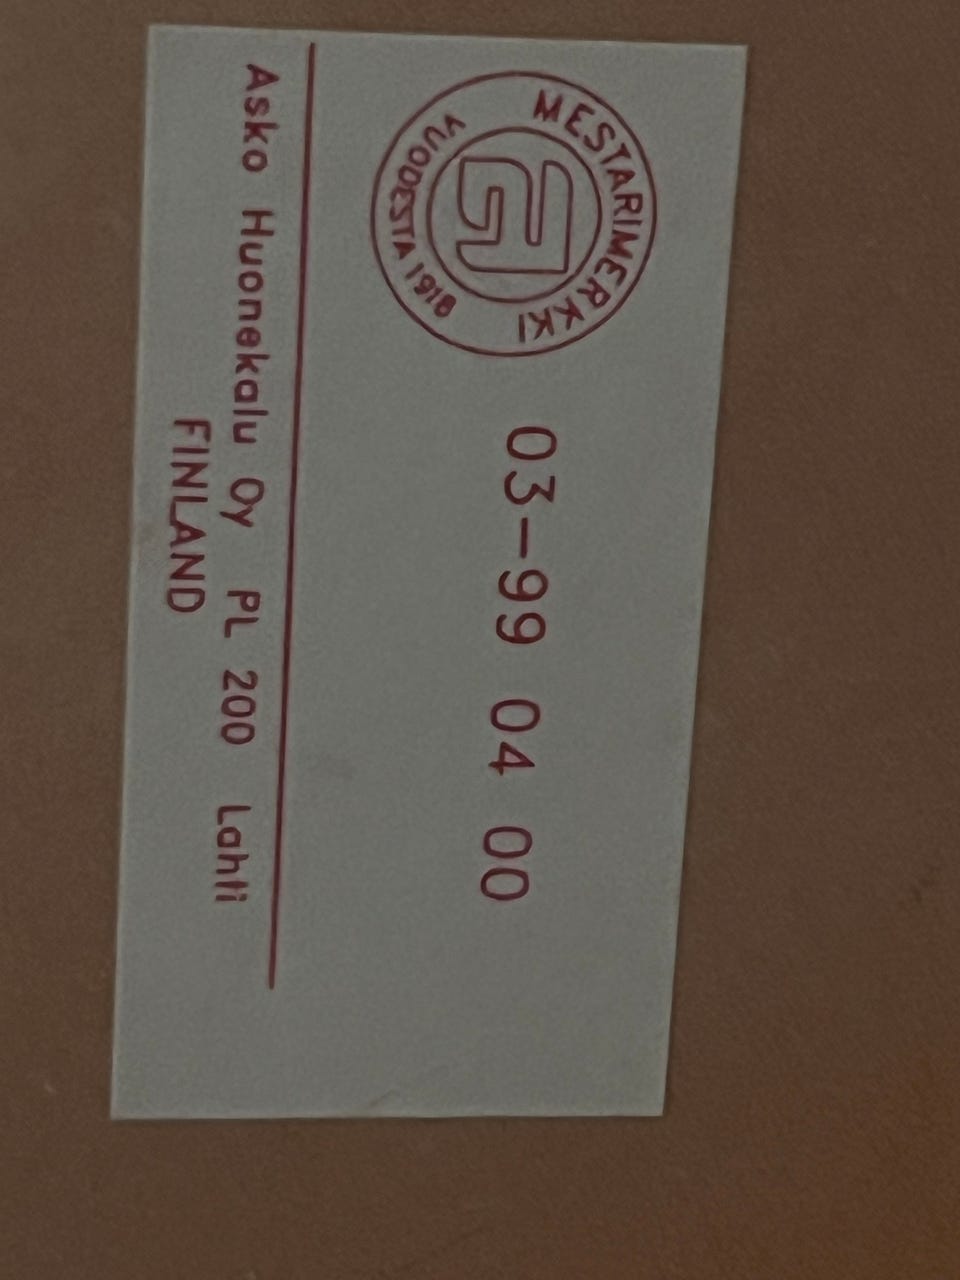 MESTARIMERKKI
VUODESTA 1918
03-99 04 00
Asko Huonekalu Oy PL 200 Lahti
FINLAND